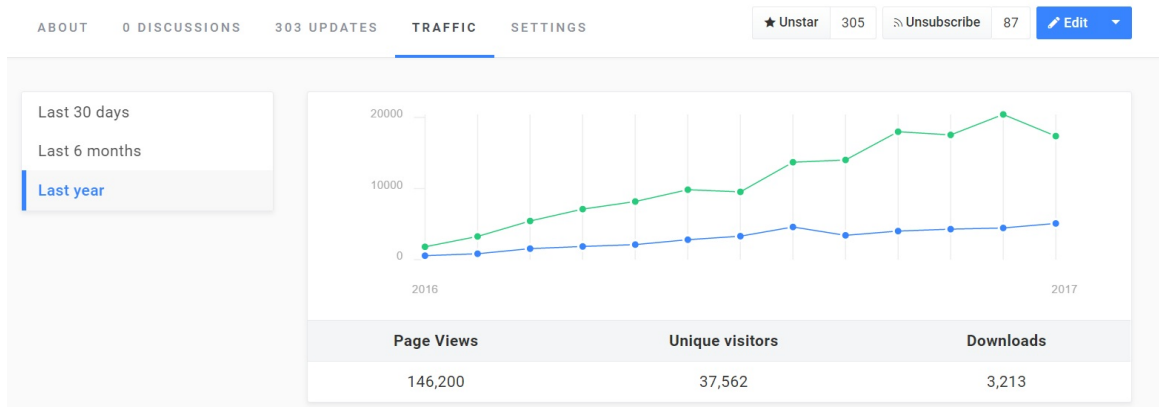 ABOUT 0 DISCUSSIONS 303 UPDATES TRAFFIC SETTINGS Unstar 305 Unsubscribe 87 Edit
Last 30 days
Last 6 months
Last year
20000
10000
0
2016 2017
Page Views Unique visitors Downloads
146,200 37,562 3,213